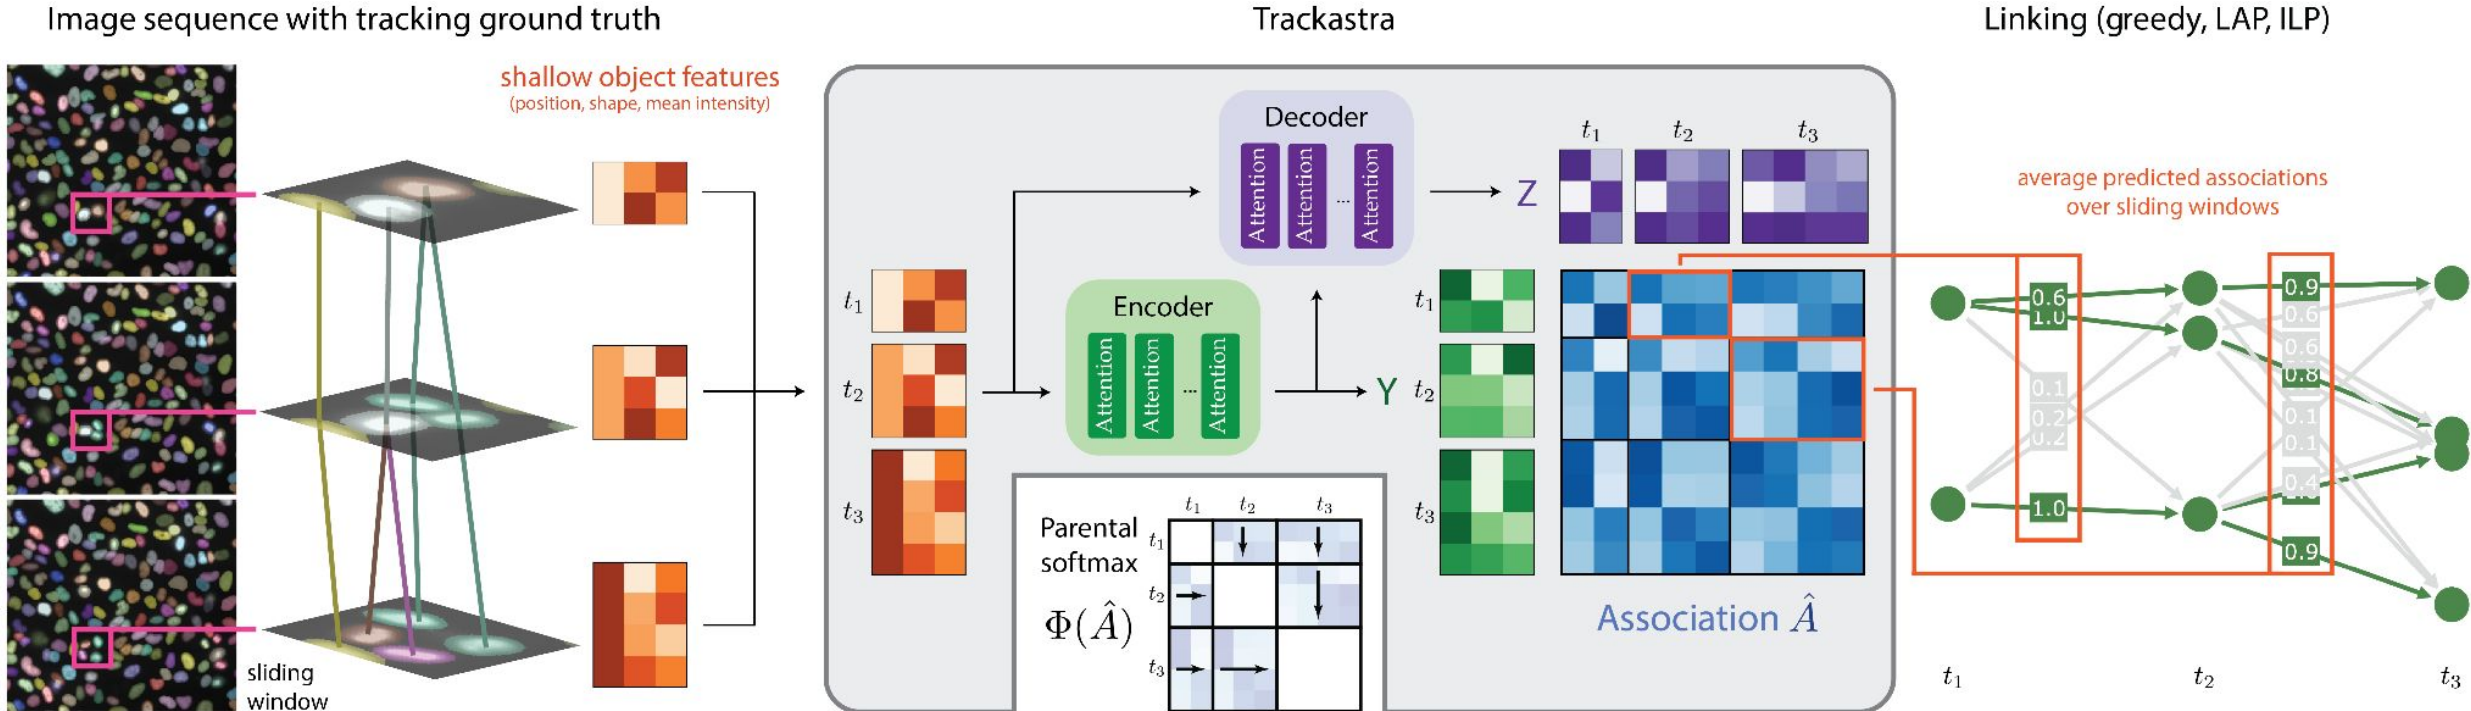 Image sequence with tracking ground truth
Trackastra
Linking (greedy, LAP, ILP)
shallow object features
(position, shape, mean intensity)
sliding
window
t₁
t₂
t₃
Encoder
Attention
Attention
...
Attention
Decoder
Attention
Attention
...
Attention
Z
t₁
t₂
t₃
Y
t₁
t₂
t₃
Parental
softmax
Φ(Â)
t₁
t₂
t₃
t₁
t₂
t₃
Association Â
average predicted associations
over sliding windows
0.6
1.0
0.1
0.2
0.2
1.0
0.9
0.6
0.6
0.8
0.1
0.1
0.4
0.9
t₁
t₂
t₃